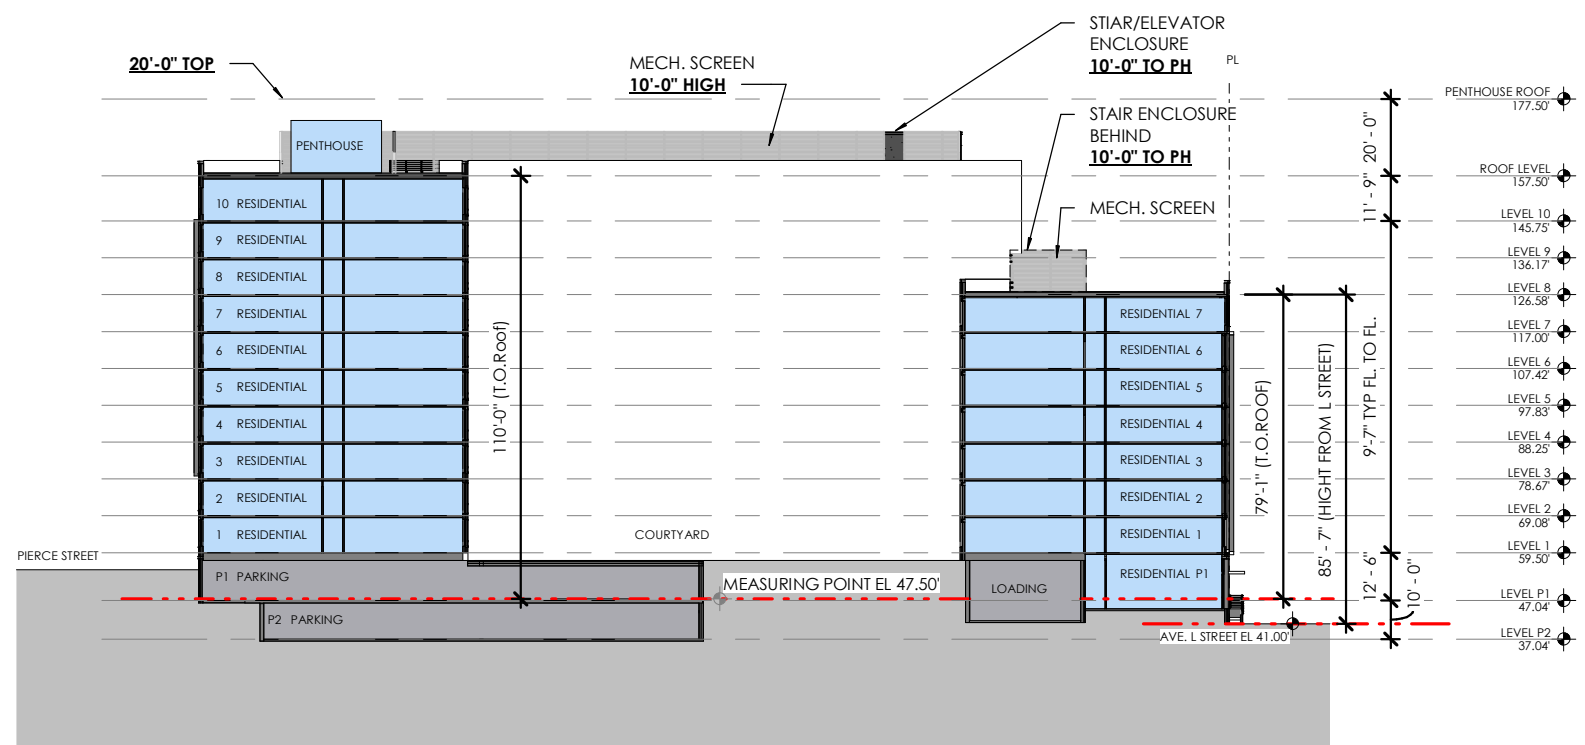 STIAR/ELEVATOR
ENCLOSURE
10'-0" TO PH
20'-0" TOP
MECH. SCREEN
10'-0" HIGH
PL
STAIR ENCLOSURE
BEHIND
10'-0" TO PH
MECH. SCREEN
PENTHOUSE
10 RESIDENTIAL
9 RESIDENTIAL
8 RESIDENTIAL
7 RESIDENTIAL
6 RESIDENTIAL
5 RESIDENTIAL
4 RESIDENTIAL
3 RESIDENTIAL
2 RESIDENTIAL
1 RESIDENTIAL
P1 PARKING
P2 PARKING
PIERCE STREET
110'-0" (T.O.Roof)
COURTYARD
MEASURING POINT EL 47.50'
RESIDENTIAL 7
RESIDENTIAL 6
RESIDENTIAL 5
RESIDENTIAL 4
RESIDENTIAL 3
RESIDENTIAL 2
RESIDENTIAL 1
RESIDENTIAL P1
LOADING
AVE. L STREET EL 41.00'
79'-1" (T.O.ROOF)
85' - 7" (HIGHT FROM L STREET)
20' - 0"
11' - 9"
9'-7" TYP FL. TO FL.
12' - 6"
10' - 0"
PENTHOUSE ROOF
177.50'
ROOF LEVEL
157.50'
LEVEL 10
145.75'
LEVEL 9
136.17'
LEVEL 8
126.58'
LEVEL 7
117.00'
LEVEL 6
107.42'
LEVEL 5
97.83'
LEVEL 4
88.25'
LEVEL 3
78.67'
LEVEL 2
69.08'
LEVEL 1
59.50'
LEVEL P1
47.04'
LEVEL P2
37.04'